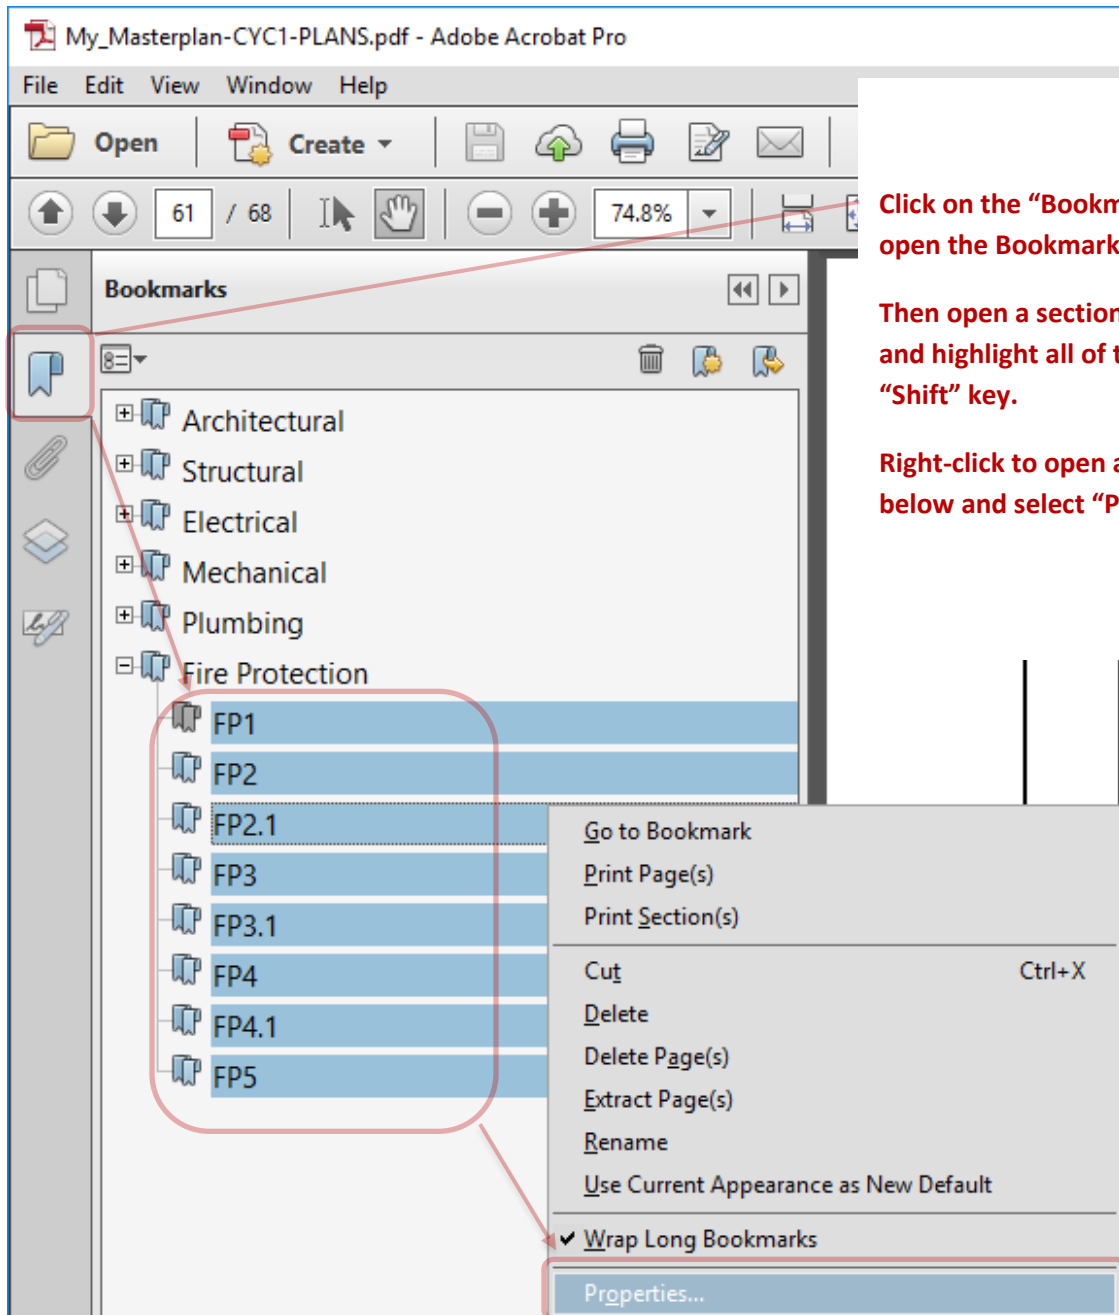 My_Masterplan-CYC1-PLANS.pdf - Adobe Acrobat Pro
File Edit View Window Help
Open Create
61 / 68 74.8%
Click on the “Bookm
open the Bookmark
Then open a section
and highlight all of t
“Shift” key.
Right-click to open a
below and select “P
Bookmarks
Architectural
Structural
Electrical
Mechanical
Plumbing
Fire Protection
FP1
FP2
FP2.1
FP3
FP3.1
FP4
FP4.1
FP5
Go to Bookmark
Print Page(s)
Print Section(s)
Cut Ctrl+X
Delete
Delete Page(s)
Extract Page(s)
Rename
Use Current Appearance as New Default
Wrap Long Bookmarks
Properties...